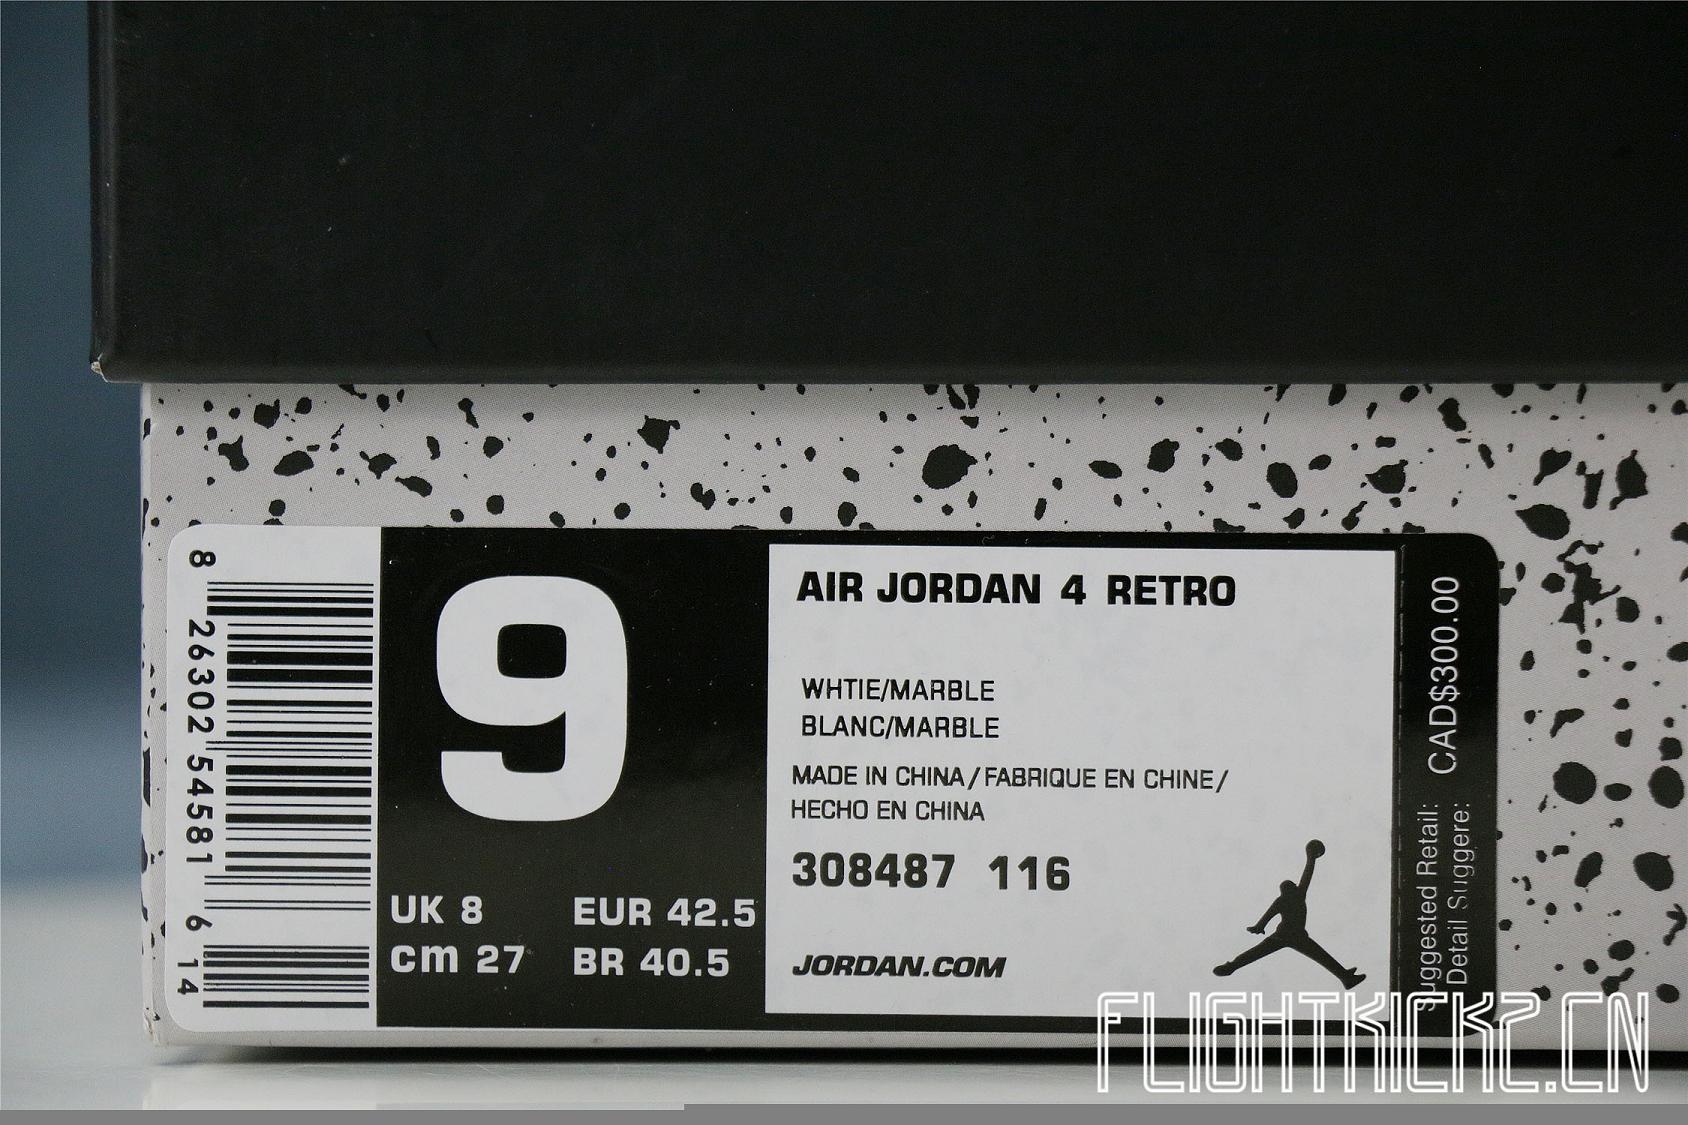 8
26302 54581
6
14
9
UK 8
EUR 42.5
cm 27
BR 40.5
AIR JORDAN 4 RETRO
WHTIE/MARBLE
BLANC/MARBLE
MADE IN CHINA/FABRIQUE EN CHINE/
HECHO EN CHINA
308487 116
JORDAN.COM
Suggested Retail:
Detail Suggere:
CAD$300.00
FLIGHTKICKZ.CN